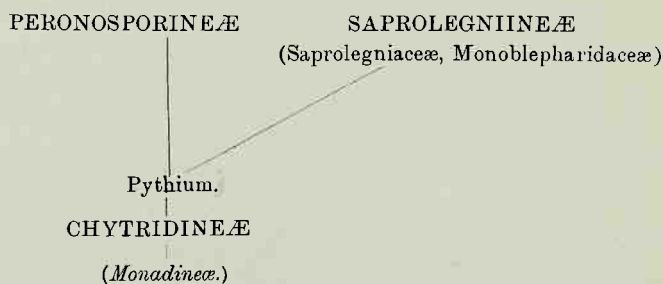 PERONOSPORINEÆ SAPROLEGNIINEÆ
(Saprolegniaceæ, Monoblepharidaceæ)
Pythium.
CHYTRIDINEÆ
(Monadineæ.)